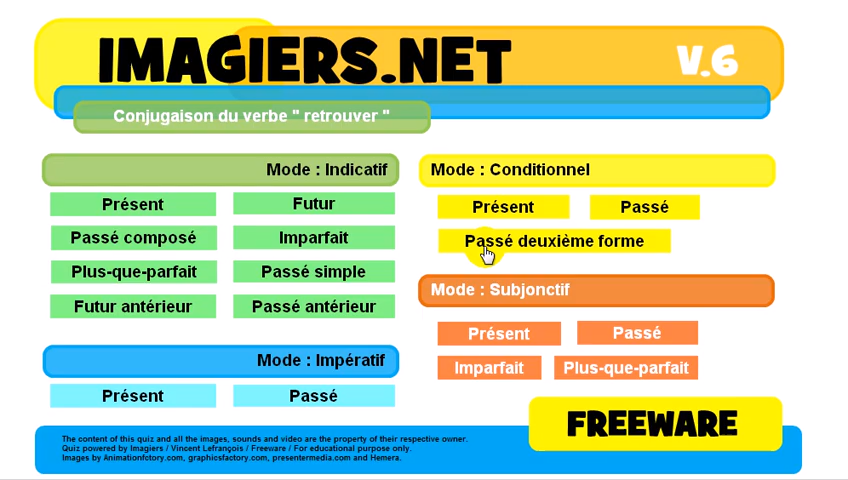 IMAGIERS.NET
V.6
Conjugaison du verbe " retrouver "
Mode : Indicatif
Présent
Futur
Passé composé
Imparfait
Plus-que-parfait
Passé simple
Futur antérieur
Passé antérieur
Mode : Impératif
Présent
Passé
Mode : Conditionnel
Présent
Passé
Passé deuxième forme
Mode : Subjonctif
Présent
Passé
Imparfait
Plus-que-parfait
FREEWARE
The content of this quiz and all the images, sounds and video are the property of their respective owner.
Quiz powered by Imagiers / Vincent Lefrançois / Freeware / For educational purpose only.
Images by Animationfctory.com, graphicsfactory.com, presentermedia.com and Hemera.